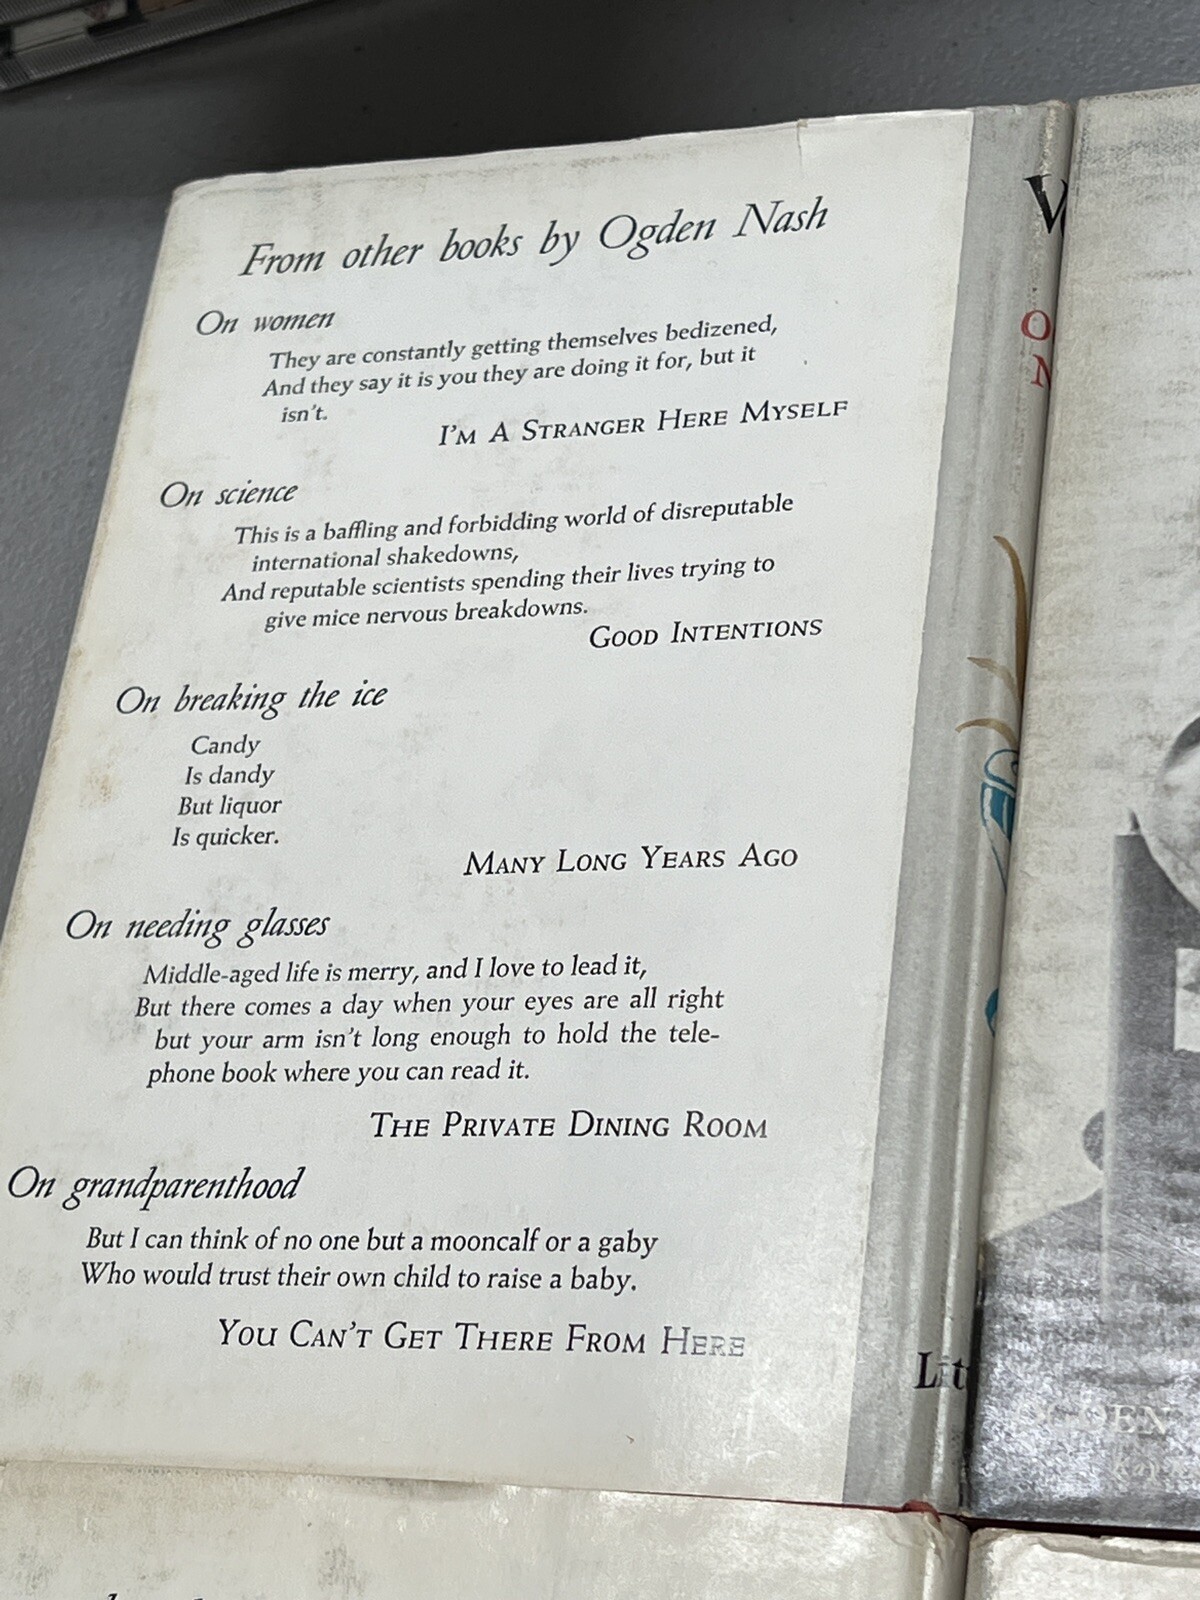 From other books by Ogden Nash
On women
They are constantly getting themselves bedizened,
And they say it is you they are doing it for, but it
isn't.
I'M A STRANGER HERE MYSELF
On science
This is a baffling and forbidding world of disreputable
international shakedowns,
And reputable scientists spending their lives trying to
give mice nervous breakdowns.
GOOD INTENTIONS
On breaking the ice
Candy
Is dandy
But liquor
Is quicker.
MANY LONG YEARS AGO
On needing glasses
Middle-aged life is merry, and I love to lead it,
But there comes a day when your eyes are all right
but your arm isn't long enough to hold the tele-
phone book where you can read it.
THE PRIVATE DINING ROOM
On grandparenthood
But I can think of no one but a mooncalf or a gaby
Who would trust their own child to raise a baby.
YOU CAN'T GET THERE FROM HERE